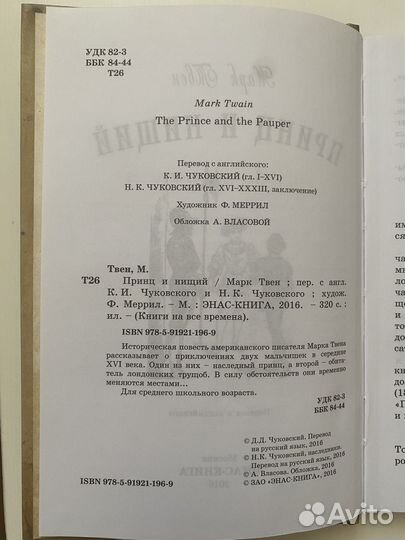 УДК 82-3
ББК 84-44
Т26
Mark Twain
The Prince and the Pauper
Перевод с английского:
К. И. ЧУКОВСКИЙ (гл. I–XVI)
Н. К. ЧУКОВСКИЙ (гл. XVI–XXXIII, заключение)
Художник Ф. МЕРРИЛ
Обложка А. ВЛАСОВОЙ
Твен, М.
Т26 Принц и нищий / Марк Твен ; пер. с англ.
К. И. Чуковского и Н. К. Чуковского ; худож.
Ф. Меррил. – М. : ЭНАС-КНИГА, 2016. – 320 с. :
ил. – (Книги на все времена).
ISBN 978-5-91921-196-9
Историческая повесть американского писателя Марка Твена
рассказывает о приключениях двух мальчишек в середине
XVI века. Один из них – наследный принц, а второй – обита-
тель лондонских трущоб. В силу обстоятельств они временно
меняются местами...
Для среднего школьного возраста.
УДК 82-3
ББК 84-44
© Д.Д. Чуковский. Перевод
на русский язык, 2016
© Н.К. Чуковский, наследники.
Перевод на русский язык, 2016
© А. Власова. Обложка, 2016
ISBN 978-5-91921-196-9 © ЗАО «ЭНАС-КНИГА», 2016
Avito